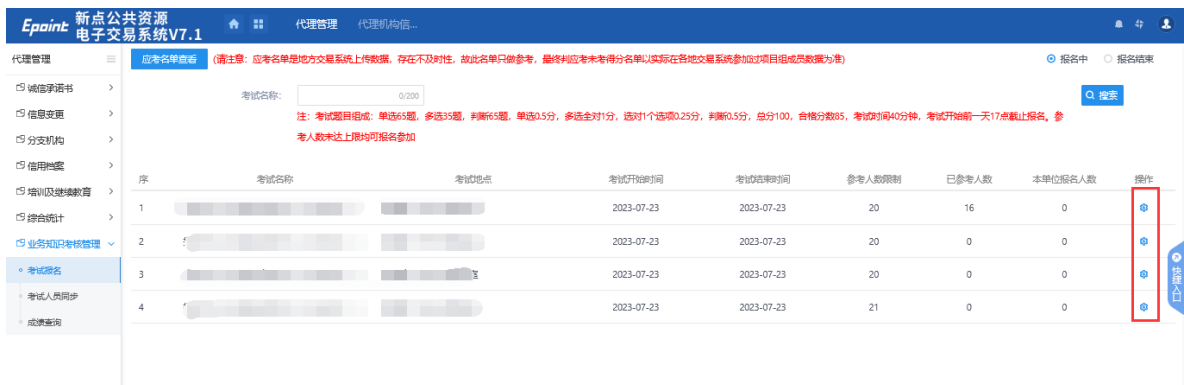 Epoint 新点公共资源
电子交易系统V7.1
代理管理 代理机构信...
代理管理
应考名单查看 (请注意：应考名单是地方交易系统上传数据，存在不及时性，故此名单只做参考，最终判应考未考得分名单以实际在各地交易系统参加过项目组成员数据为准)
报名中 报名结束
诚信承诺书
信息变更
分支机构
信用档案
培训及继续教育
综合统计
业务知识考核管理
考试报名
考试人员同步
成绩查询
考试名称： 0/200 搜索
注：考试题目组成：单选65题，多选35题，判断65题，单选0.5分，多选全对1分，选对1个选项0.25分，判断0.5分，总分100，合格分数85，考试时间40分钟，考试开始前一天17点截止报名。参
考人数未达上限均可报名参加
序 考试名称 考试地点 考试开始时间 考试结束时间 参考人数限制 已参考人数 本单位报名人数 操作
1 2023-07-23 2023-07-23 20 16 0
2 2023-07-23 2023-07-23 20 0 0
3 2023-07-23 2023-07-23 20 0 0
4 2023-07-23 2023-07-23 21 0 0
快捷入口